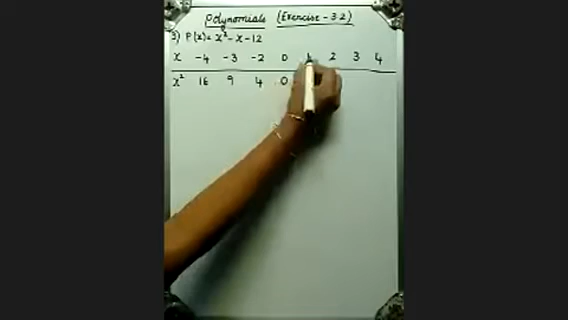 Polynomials (Exercise - 3.2)
3) P(x) = x² - x - 12
x -4 -3 -2 0 1 2 3 4
x² 16 9 4 0